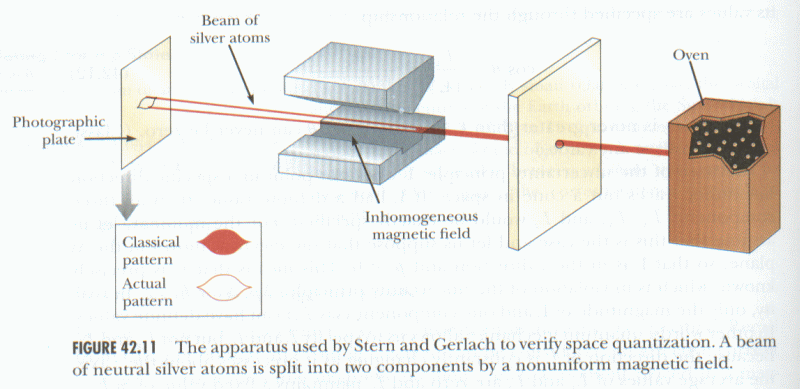 Beam of
silver atoms
Oven
Photographic
plate
Inhomogeneous
magnetic field
Classical
pattern
Actual
pattern
FIGURE 42.11 The apparatus used by Stern and Gerlach to verify space quantization. A beam
of neutral silver atoms is split into two components by a nonuniform magnetic field.